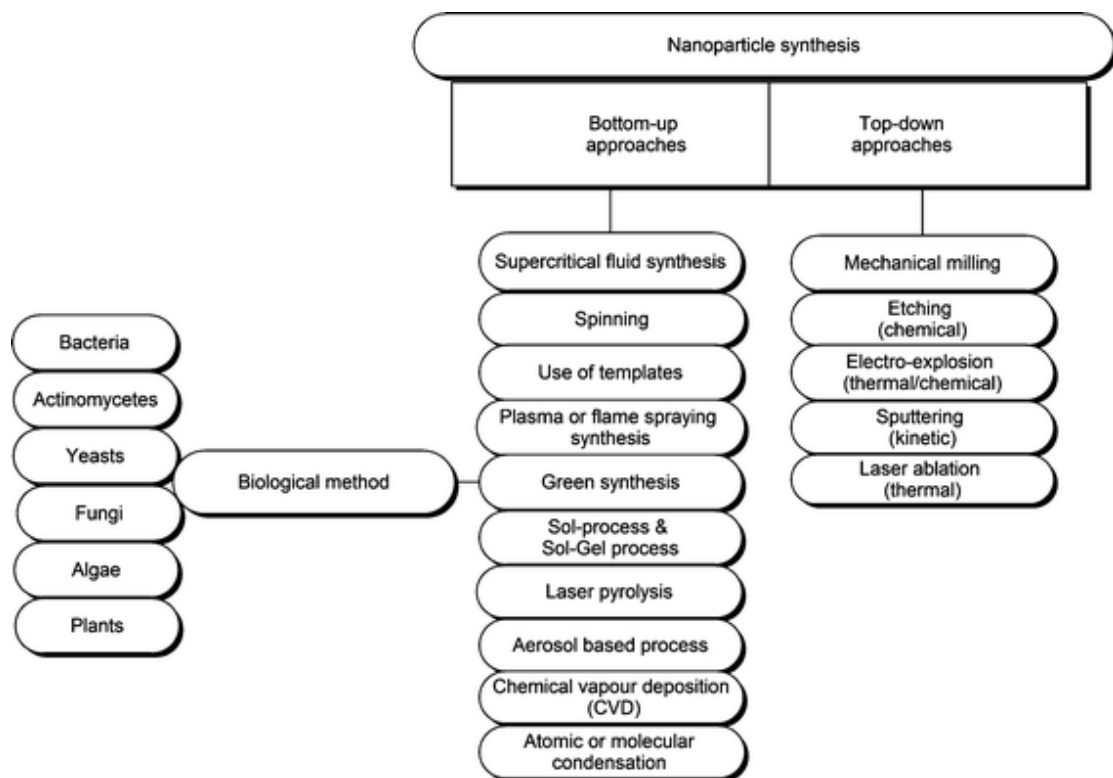 Nanoparticle synthesis
Bottom-up
approaches
Top-down
approaches
Supercritical fluid synthesis
Spinning
Use of templates
Plasma or flame spraying
synthesis
Green synthesis
Sol-process &
Sol-Gel process
Laser pyrolysis
Aerosol based process
Chemical vapour deposition
(CVD)
Atomic or molecular
condensation
Mechanical milling
Etching
(chemical)
Electro-explosion
(thermal/chemical)
Sputtering
(kinetic)
Laser ablation
(thermal)
Biological method
Bacteria
Actinomycetes
Yeasts
Fungi
Algae
Plants